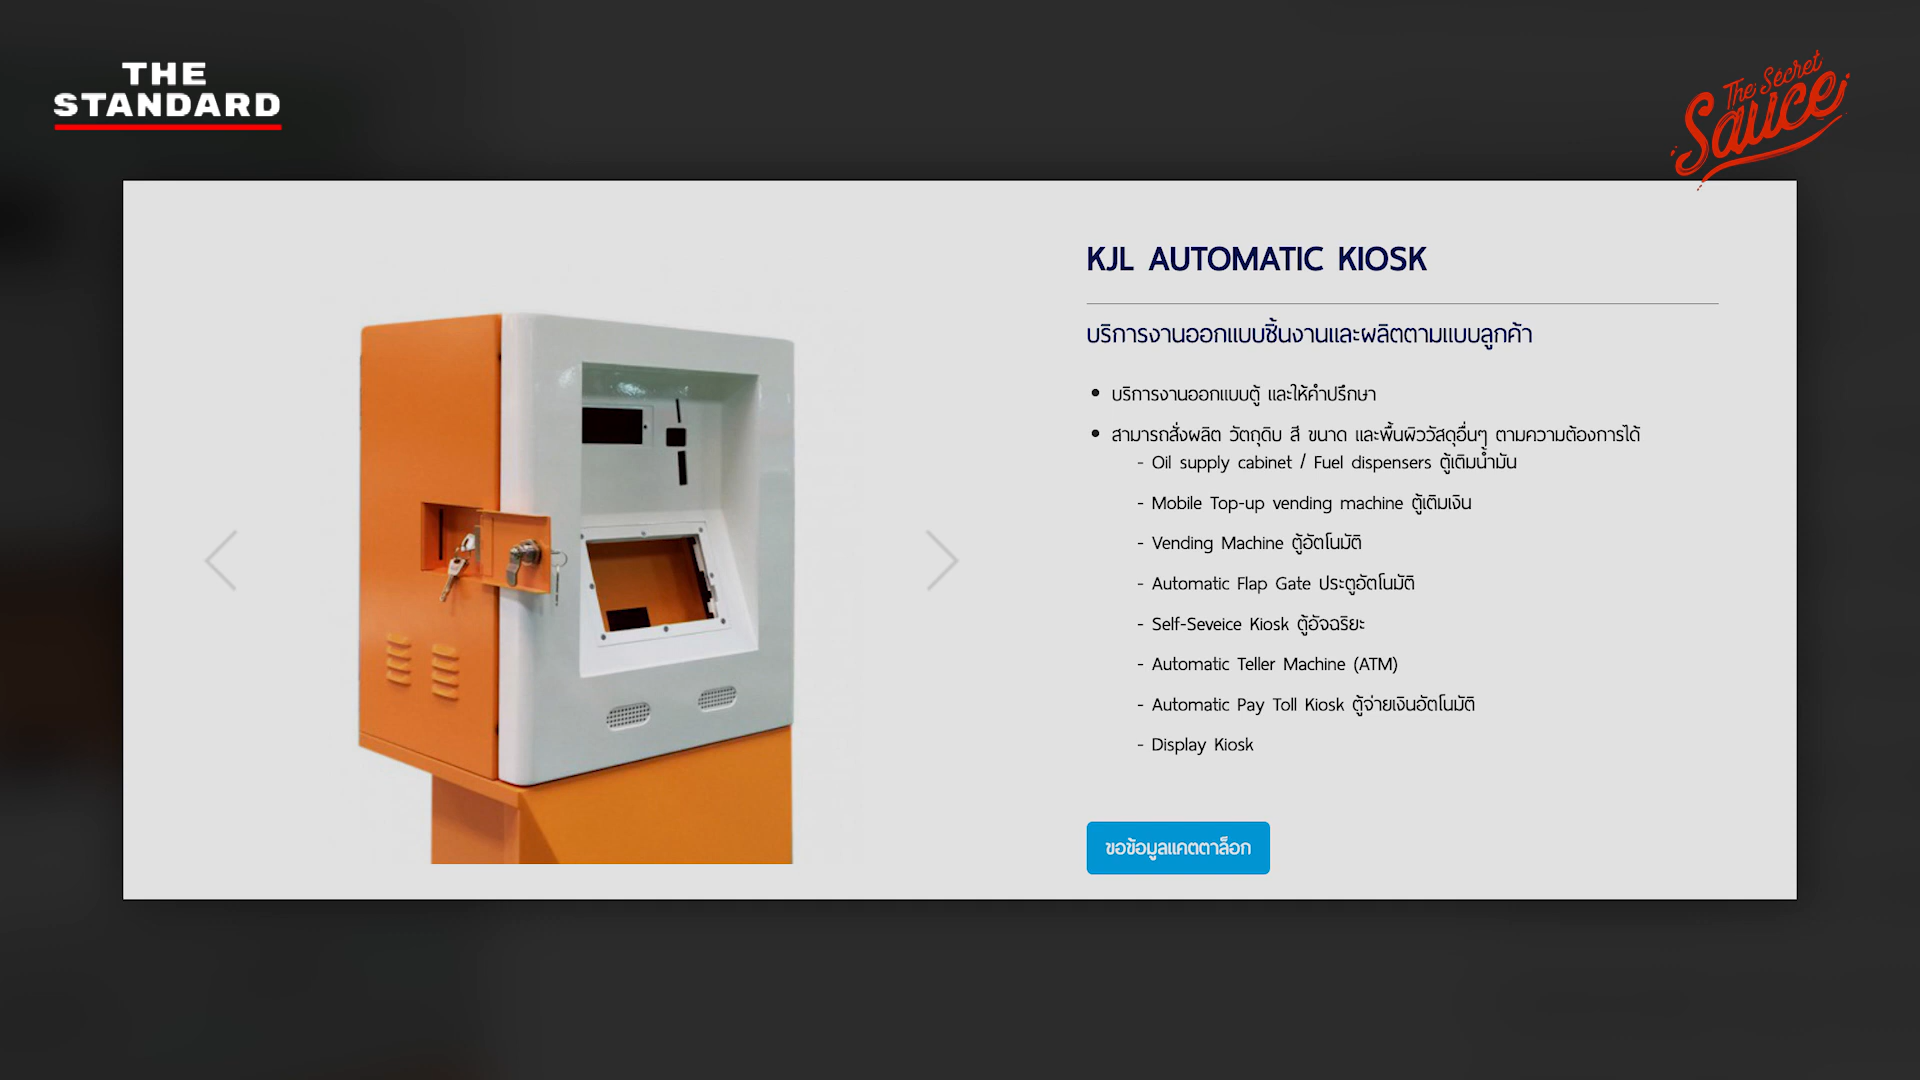 THE
STANDARD
The Secret
Sauce
KJL AUTOMATIC KIOSK
บริการงานออกแบบชิ้นงานและผลิตตามแบบลูกค้า
• บริการงานออกแบบตู้ และให้คำปรึกษา
• สามารถสั่งผลิต วัตถุดิบ สี ขนาด และพื้นผิววัสดุอื่นๆ ตามความต้องการได้
- Oil supply cabinet / Fuel dispensers ตู้เติมน้ำมัน
- Mobile Top-up vending machine ตู้เติมเงิน
- Vending Machine ตู้อัตโนมัติ
- Automatic Flap Gate ประตูอัตโนมัติ
- Self-Seveice Kiosk ตู้อัจฉริยะ
- Automatic Teller Machine (ATM)
- Automatic Pay Toll Kiosk ตู้จ่ายเงินอัตโนมัติ
- Display Kiosk
ขอข้อมูลแคตตาล็อก